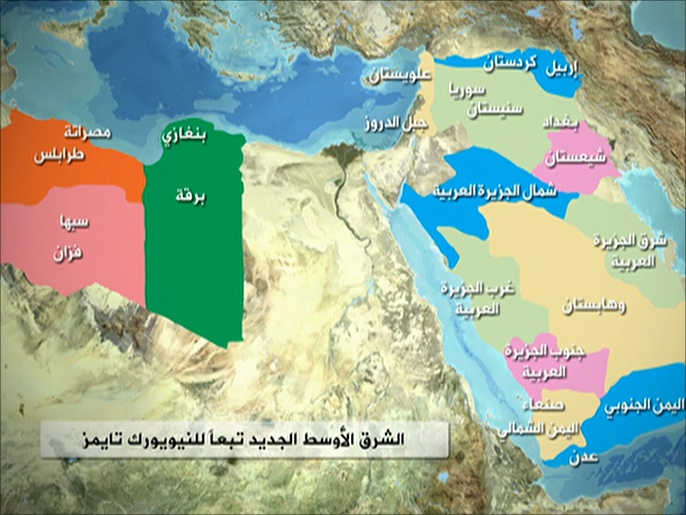 إربيل
كردستان
علويستان
سوريا
سنيستان
جبل الدروز
بغداد
شيعستان
بنغازي
برقة
مصراتة
طرابلس
سبها
فزان
شمال الجزيرة العربية
شرق الجزيرة
العربية
غرب الجزيرة
العربية
وهابستان
جنوب الجزيرة
العربية
صنعاء
اليمن الشمالي
اليمن الجنوبي
عدن
الشرق الأوسط الجديد تبعاً للنيويورك تايمز